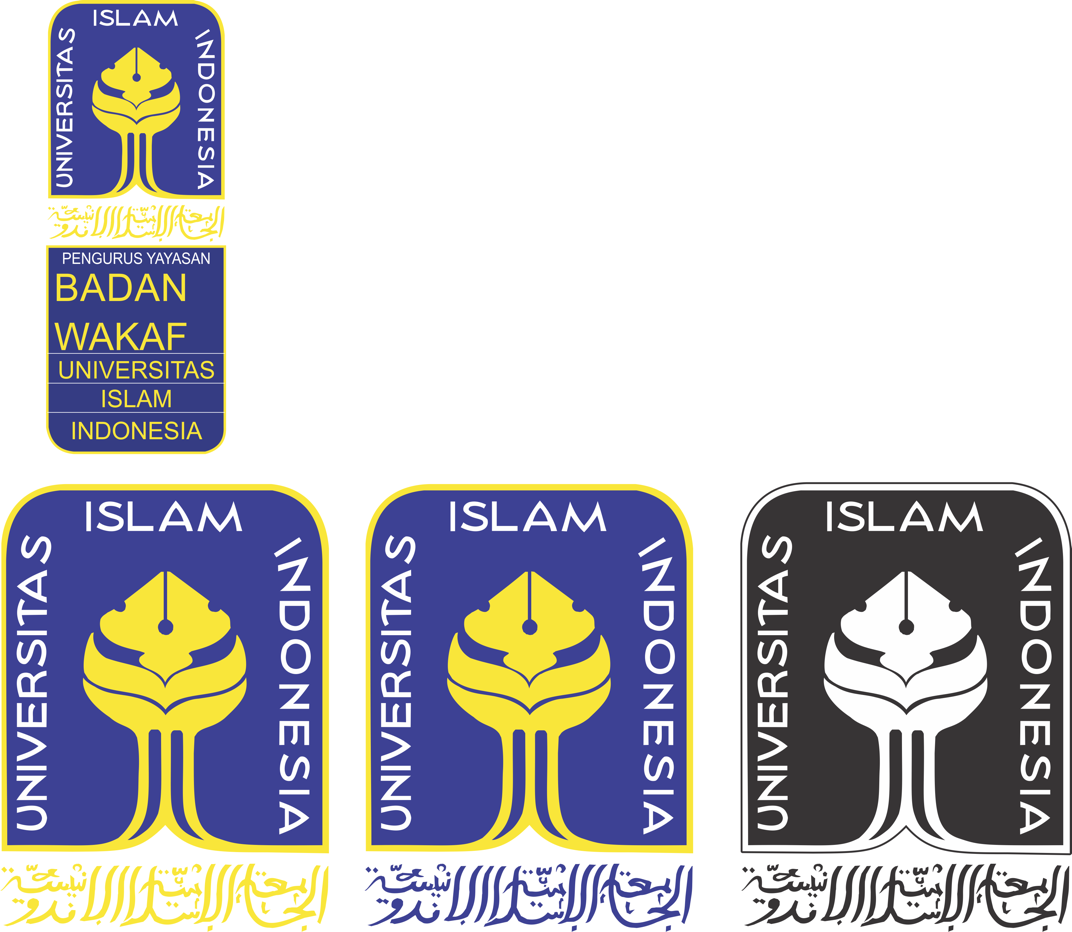 UNIVERSITAS ISLAM INDONESIA
الجامعة الإسلامية الإندونيسية
PENGURUS YAYASAN
BADAN
WAKAF
UNIVERSITAS
ISLAM
INDONESIA
UNIVERSITAS ISLAM INDONESIA
الجامعة الإسلامية الإندونيسية
UNIVERSITAS ISLAM INDONESIA
الجامعة الإسلامية الإندونيسية
UNIVERSITAS ISLAM INDONESIA
الجامعة الإسلامية الإندونيسية